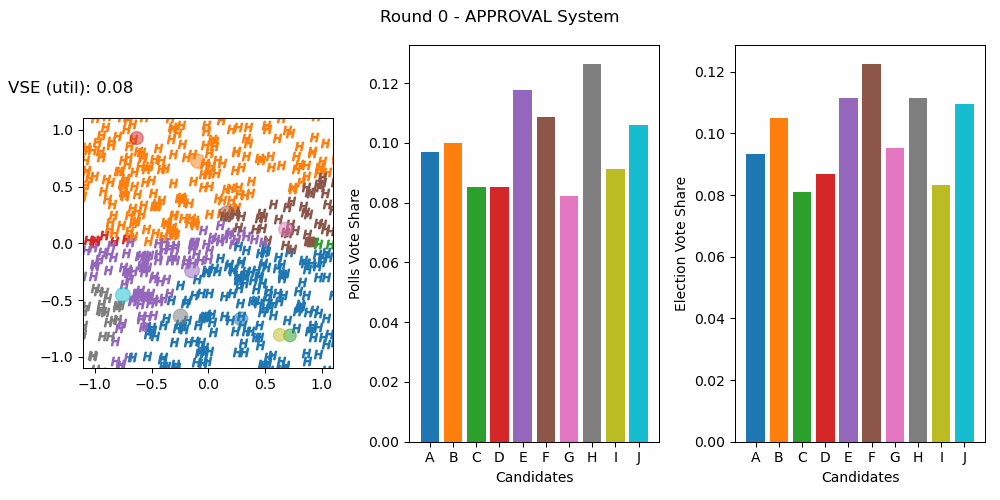 Round 0 - APPROVAL System
VSE (util): 0.08
1.0
0.5
0.0
−0.5
−1.0
−1.0 −0.5 0.0 0.5 1.0
Polls Vote Share
0.12
0.10
0.08
0.06
0.04
0.02
0.00
A B C D E F G H I J
Candidates
Election Vote Share
0.12
0.10
0.08
0.06
0.04
0.02
0.00
A B C D E F G H I J
Candidates